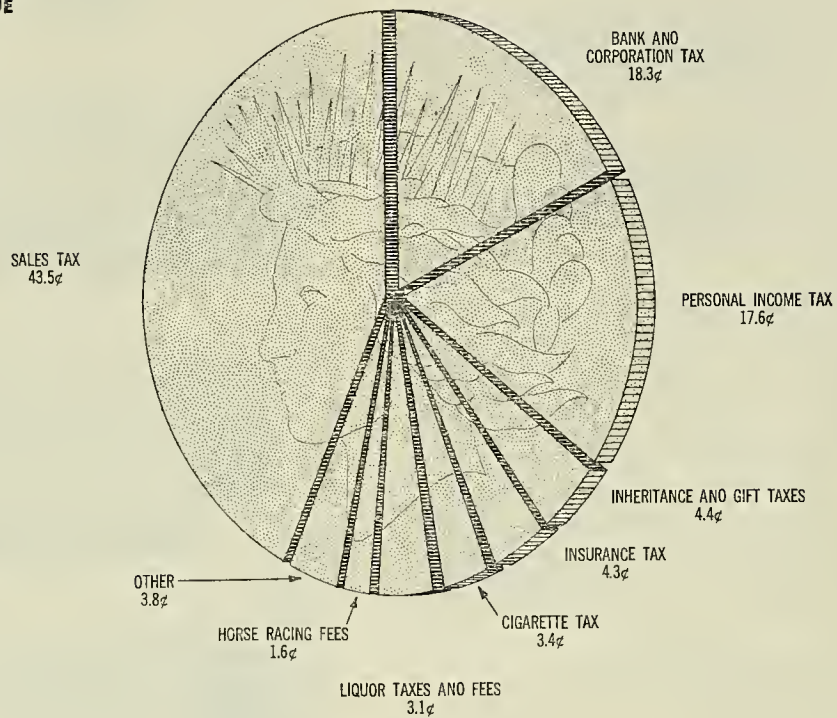 BANK AND
CORPORATION TAX
18.3¢
SALES TAX
43.5¢
PERSONAL INCOME TAX
17.6¢
INHERITANCE AND GIFT TAXES
4.4¢
INSURANCE TAX
4.3¢
OTHER
3.8¢
CIGARETTE TAX
3.4¢
HORSE RACING FEES
1.6¢
LIQUOR TAXES AND FEES
3.1¢